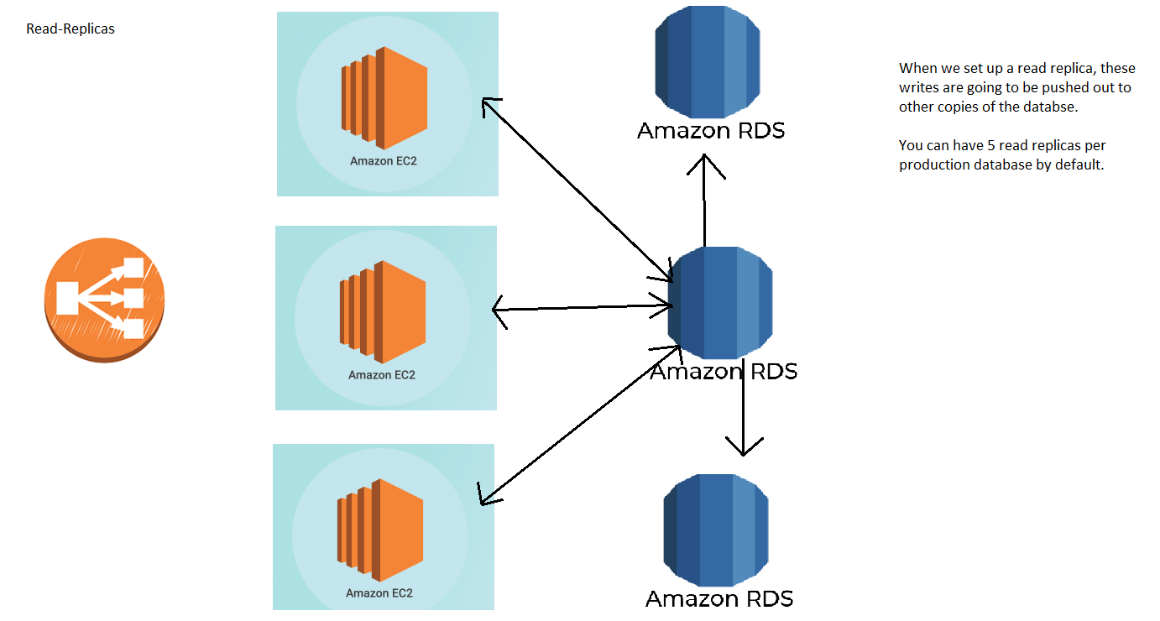 Read-Replicas
Amazon EC2
Amazon EC2
Amazon EC2
Amazon RDS
Amazon RDS
Amazon RDS
When we set up a read replica, these
writes are going to be pushed out to
other copies of the databse.
You can have 5 read replicas per
production database by default.